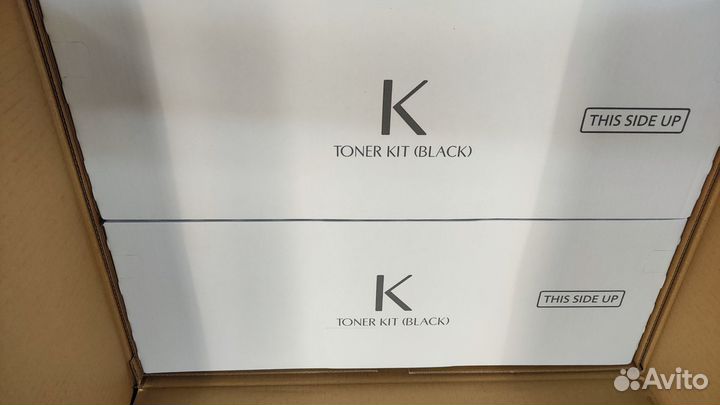 K
TONER KIT (BLACK)
THIS SIDE UP
K
TONER KIT (BLACK)
THIS SIDE UP
Avito